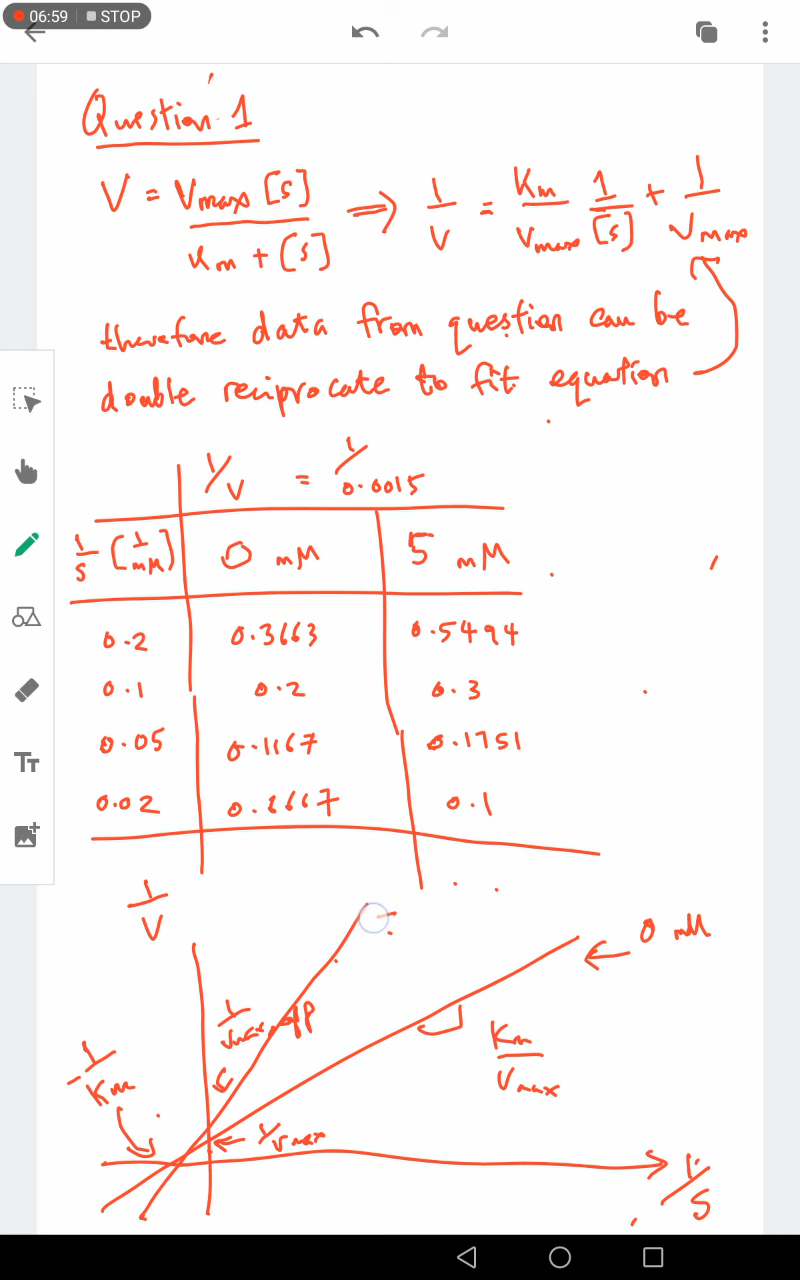 06:59 STOP
Question 1
V = Vmax [s] / Km + [s] ⟹ 1/V = Km/Vmax 1/[s] + 1/Vmax
therefore data from question can be
double reciprocate to fit equation
1/V = 1/0.0015
1/s (1/mM) 0 mM 5 mM
0.2 0.3663 0.5494
0.1 0.2 0.3
0.05 0.1167 0.1751
0.02 0.6667 0.1
1/V
0 mM
1/Vmax, app
Km/Vmax
-1/Km
1/Vmax
1/S
Tт